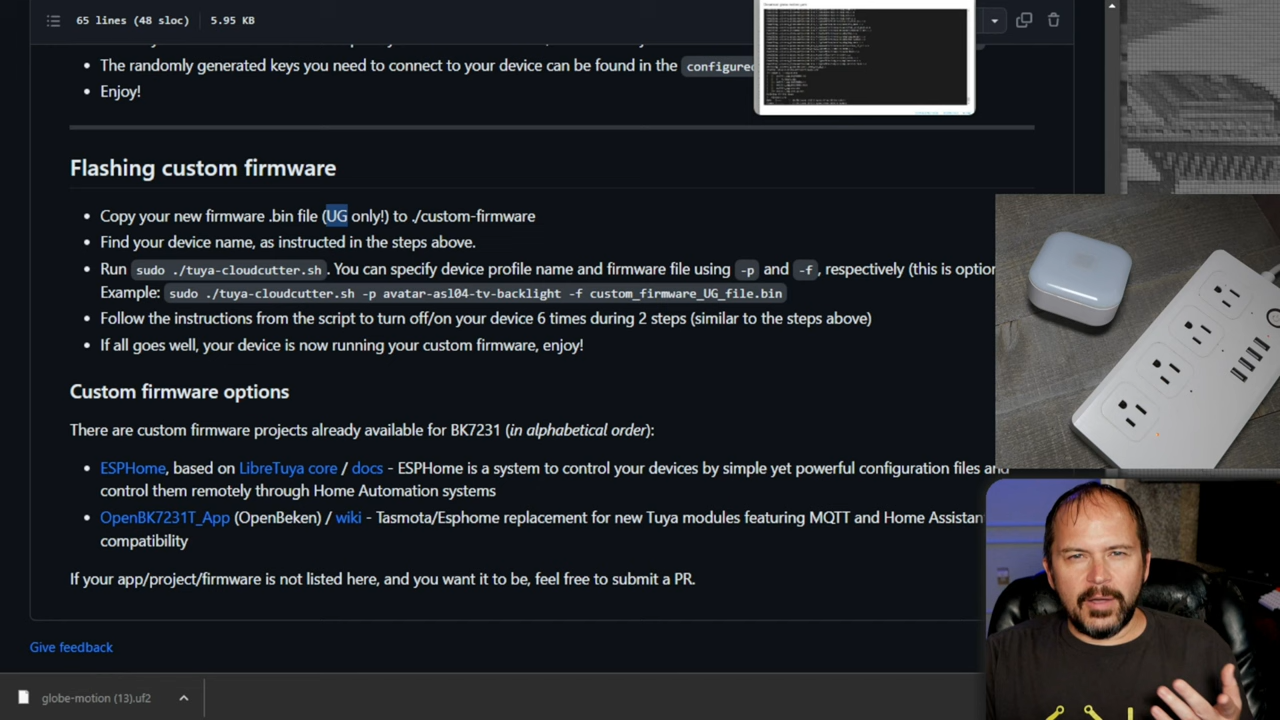 65 lines (48 sloc) 5.95 KB
The randomly generated keys you need to connect to your device can be found in the configured
Enjoy!
Flashing custom firmware
Copy your new firmware .bin file (UG only!) to ./custom-firmware
Find your device name, as instructed in the steps above.
Run sudo ./tuya-cloudcutter.sh. You can specify device profile name and firmware file using -p and -f, respectively (this is option
Example: sudo ./tuya-cloudcutter.sh -p avatar-asl04-tv-backlight -f custom_firmware_UG_file.bin
Follow the instructions from the script to turn off/on your device 6 times during 2 steps (similar to the steps above)
If all goes well, your device is now running your custom firmware, enjoy!
Custom firmware options
There are custom firmware projects already available for BK7231 (in alphabetical order):
ESPHome, based on LibreTuya core / docs - ESPHome is a system to control your devices by simple yet powerful configuration files and
control them remotely through Home Automation systems
OpenBK7231T_App (OpenBeken) / wiki - Tasmota/Esphome replacement for new Tuya modules featuring MQTT and Home Assistan
compatibility
If your app/project/firmware is not listed here, and you want it to be, feel free to submit a PR.
Give feedback
globe-motion (13).uf2